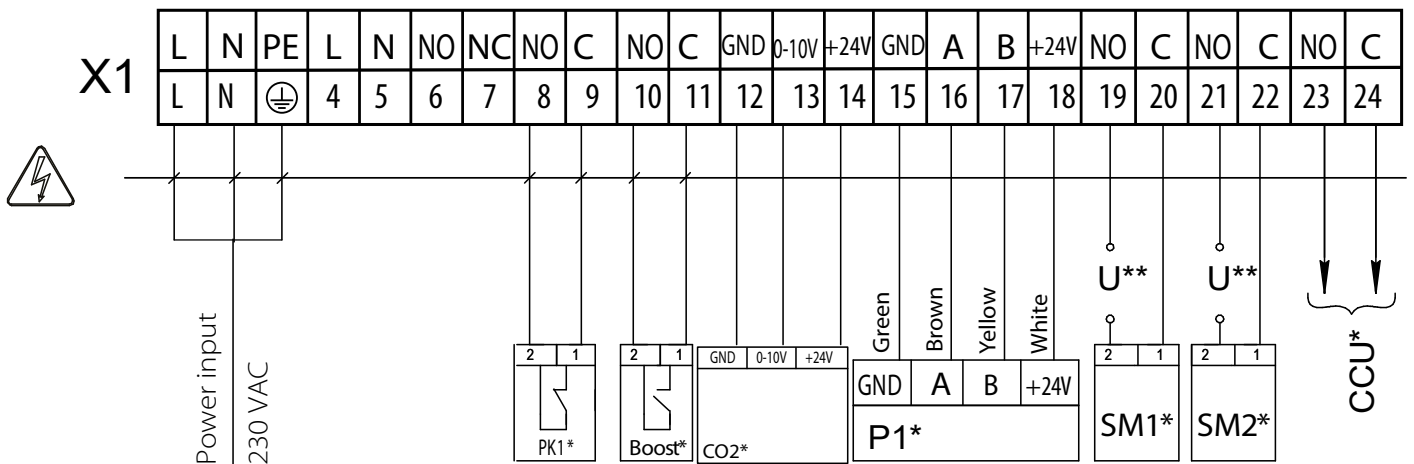 X1
L N PE L N NO NC NO C NO C GND 0-10V +24V GND A B +24V NO C NO C NO C
L N 4 5 6 7 8 9 10 11 12 13 14 15 16 17 18 19 20 21 22 23 24
Power input
230 VAC
2 1
PK1*
2 1
Boost*
GND 0-10V +24V
CO2*
Green
Brown
Yellow
White
GND A B +24V
P1*
U**
2 1
SM1*
U**
2 1
SM2*
CCU*